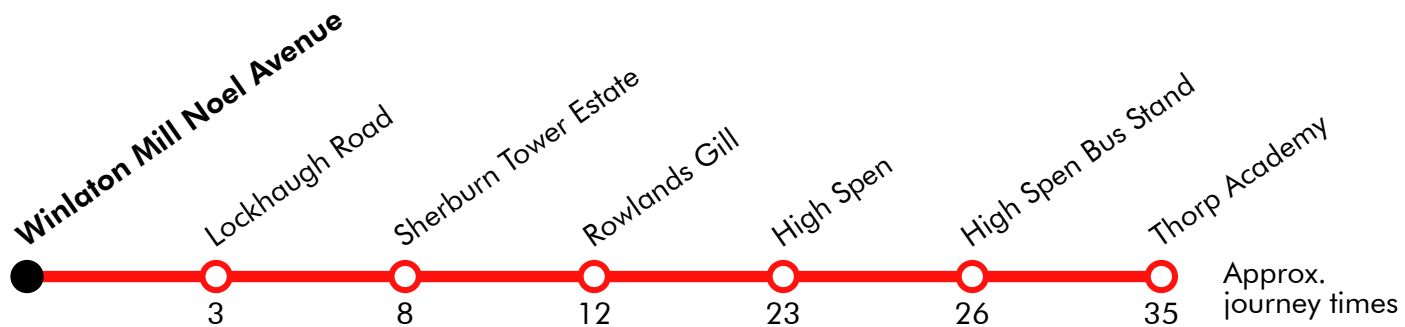 Winlaton Mill Noel Avenue
Lockhaugh Road
Sherburn Tower Estate
Rowlands Gill
High Spen
High Spen Bus Stand
Thorp Academy
3
8
12
23
26
35
Approx.
journey times